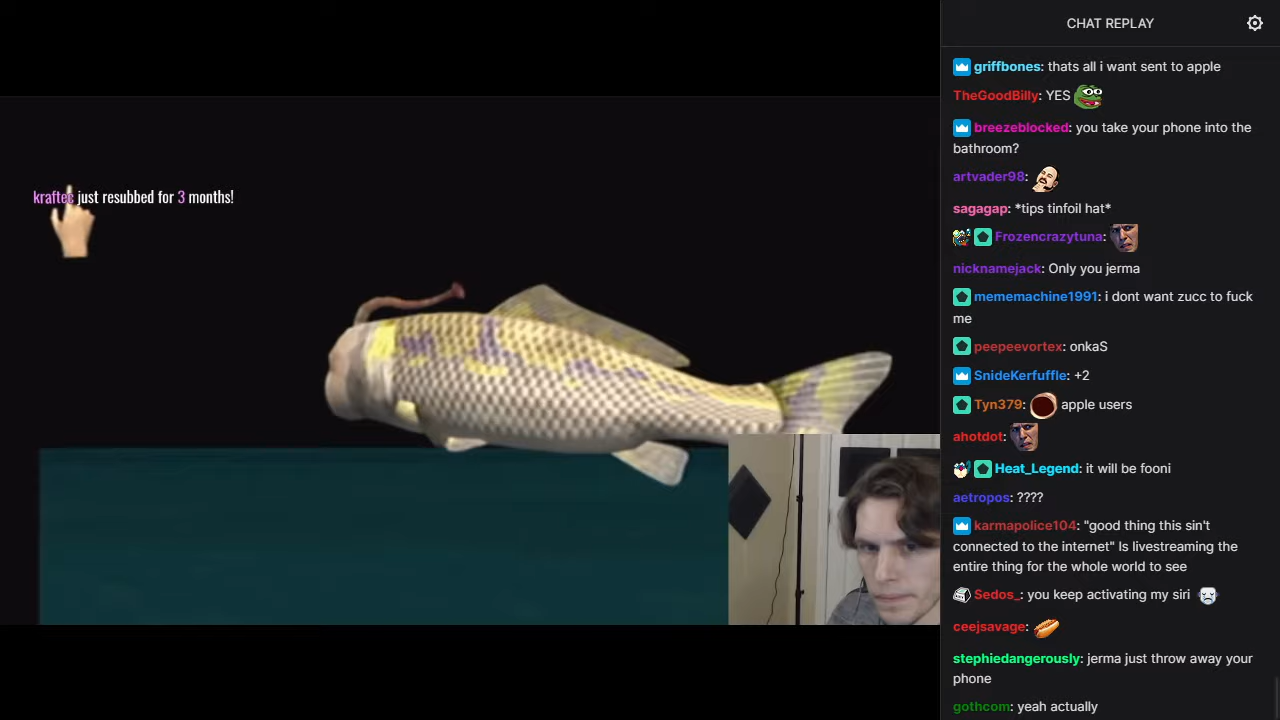 CHAT REPLAY
kraftec just resubbed for 3 months!
griffbones: thats all i want sent to apple
TheGoodBilly: YES
breezeblocked: you take your phone into the
bathroom?
artvader98:
sagagap: *tips tinfoil hat*
Frozencrazytuna:
nicknamejack: Only you jerma
mememachine1991: i dont want zucc to fuck
me
peepeevortex: onkaS
SnideKerfuffle: +2
Tyn379: apple users
ahotdot:
Heat_Legend: it will be fooni
aetropos: ????
karmapolice104: "good thing this sin't
connected to the internet" Is livestreaming the
entire thing for the whole world to see
Sedos_: you keep activating my siri
ceejsavage:
stephiedangerously: jerma just throw away your
phone
gothcom: yeah actually